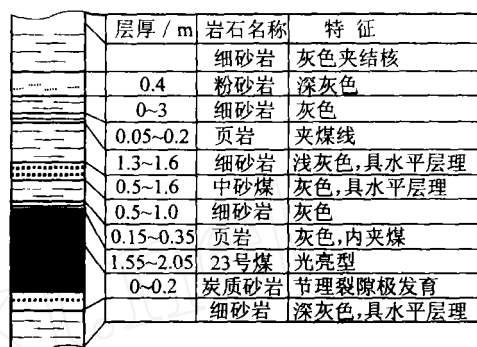 层厚/m 岩石名称 特征
细砂岩 灰色夹结核
0.4 粉砂岩 深灰色
0~3 细砂岩 灰色
0.05~0.2 页岩 夹煤线
1.3~1.6 细砂岩 浅灰色,具水平层理
0.5~1.6 中砂煤 灰色,具水平层理
0.5~1.0 细砂岩 灰色
0.15~0.35 页岩 灰色,内夹煤
1.55~2.05 23号煤 光亮型
0~0.2 炭质砂岩 节理裂隙极发育
细砂岩 深灰色,具水平层理